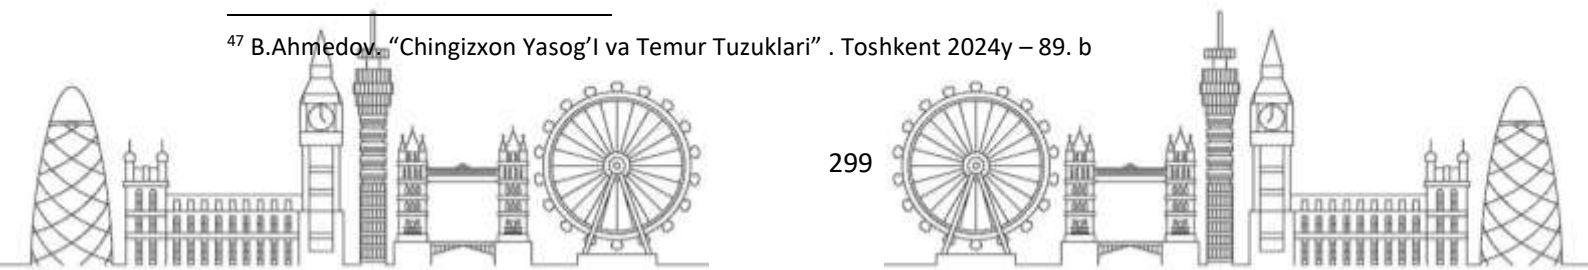 47 B.Ahmedov. “Chingizxon Yasog’I va Temur Tuzuklari” . Toshkent 2024y – 89. b
299